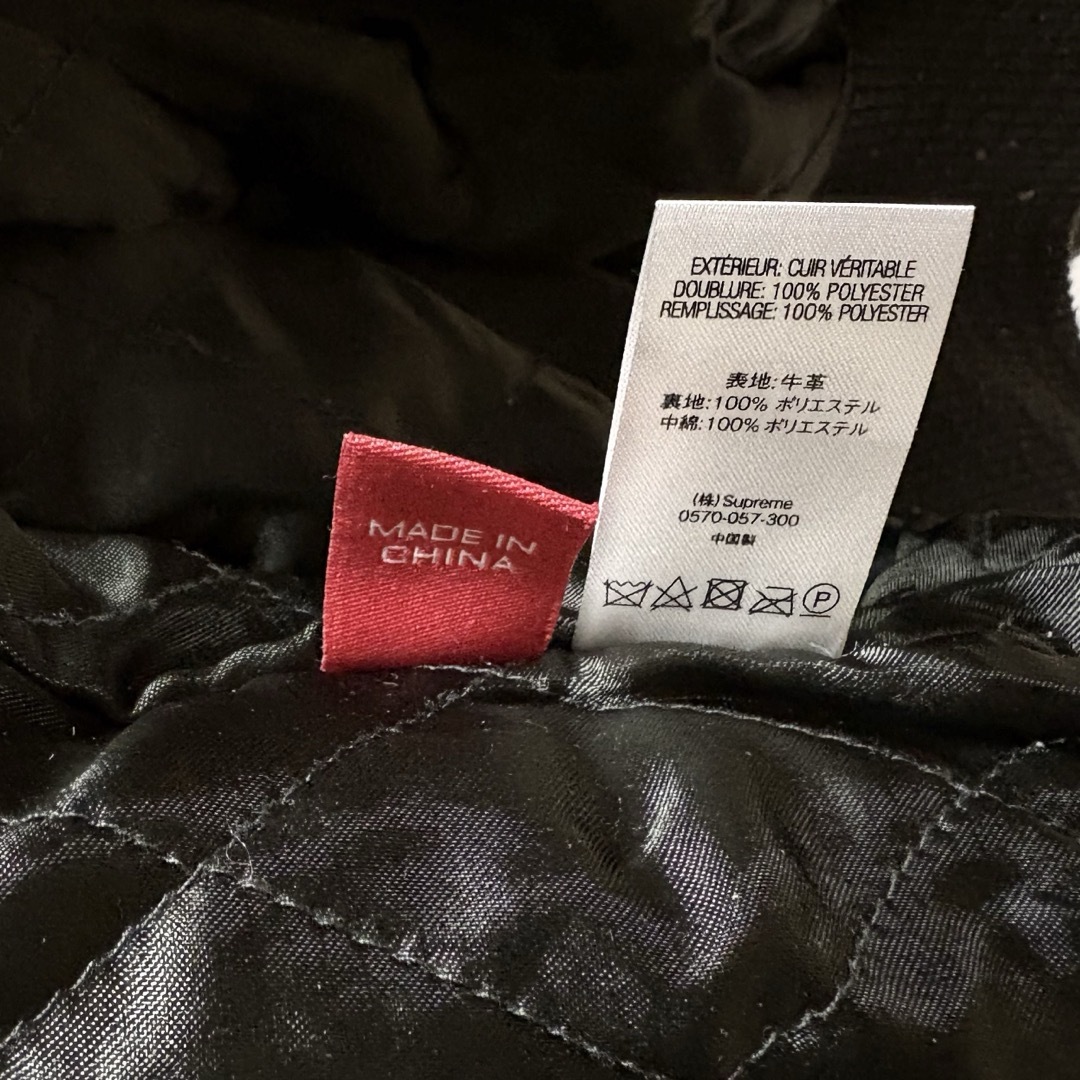 EXTÉRIEUR: CUIR VÉRITABLE
DOUBLURE: 100% POLYESTER
REMPLISSAGE: 100% POLYESTER
表地:牛革
裏地:100% ポリエステル
中綿:100% ポリエステル
(株) Supreme
0570-057-300
中国製
P
MADE IN
CHINA